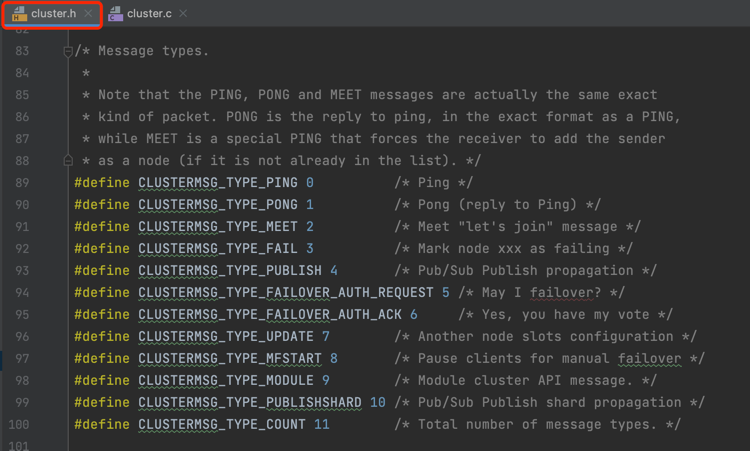 cluster.h cluster.c
82
83 /* Message types.
84 *
85 * Note that the PING, PONG and MEET messages are actually the same exact
86 * kind of packet. PONG is the reply to ping, in the exact format as a PING,
87 * while MEET is a special PING that forces the receiver to add the sender
88 * as a node (if it is not already in the list). */
89 #define CLUSTERMSG_TYPE_PING 0 /* Ping */
90 #define CLUSTERMSG_TYPE_PONG 1 /* Pong (reply to Ping) */
91 #define CLUSTERMSG_TYPE_MEET 2 /* Meet "let's join" message */
92 #define CLUSTERMSG_TYPE_FAIL 3 /* Mark node xxx as failing */
93 #define CLUSTERMSG_TYPE_PUBLISH 4 /* Pub/Sub Publish propagation */
94 #define CLUSTERMSG_TYPE_FAILOVER_AUTH_REQUEST 5 /* May I failover? */
95 #define CLUSTERMSG_TYPE_FAILOVER_AUTH_ACK 6 /* Yes, you have my vote */
96 #define CLUSTERMSG_TYPE_UPDATE 7 /* Another node slots configuration */
97 #define CLUSTERMSG_TYPE_MFSTART 8 /* Pause clients for manual failover */
98 #define CLUSTERMSG_TYPE_MODULE 9 /* Module cluster API message. */
99 #define CLUSTERMSG_TYPE_PUBLISHSHARD 10 /* Pub/Sub Publish shard propagation */
100 #define CLUSTERMSG_TYPE_COUNT 11 /* Total number of message types. */
101